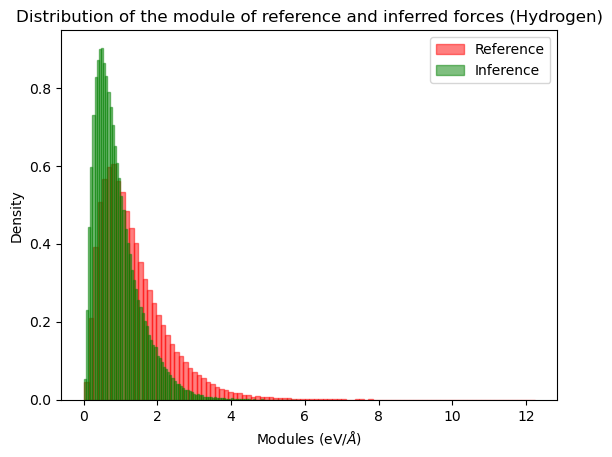 Distribution of the module of reference and inferred forces (Hydrogen)
Reference
Inference
Density
0.8
0.6
0.4
0.2
0.0
0 2 4 6 8 10 12
Modules (eV/Å)